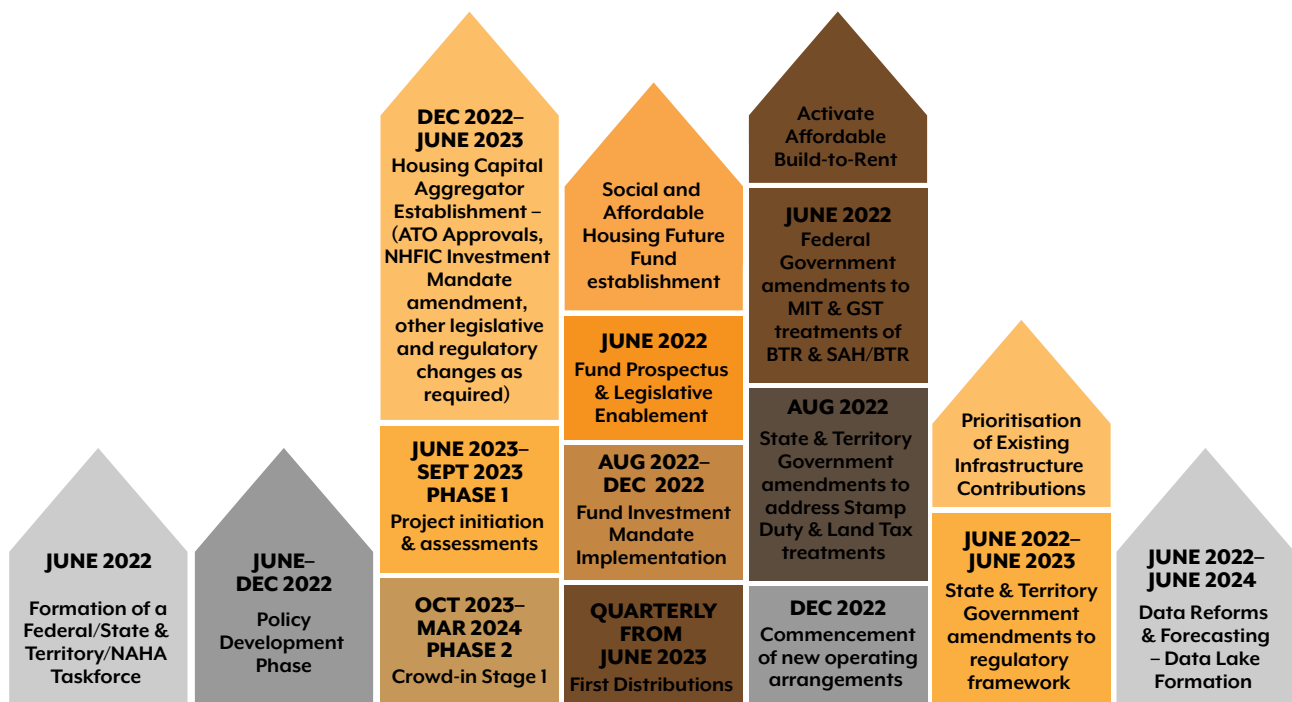 JUNE 2022
Formation of a
Federal/State &
Territory/NAHA
Taskforce
JUNE–
DEC 2022
Policy
Development
Phase
DEC 2022–
JUNE 2023
Housing Capital
Aggregator
Establishment –
(ATO Approvals,
NHFIC Investment
Mandate
amendment,
other legislative
and regulatory
changes as
required)
JUNE 2023–
SEPT 2023
PHASE 1
Project initiation
& assessments
OCT 2023–
MAR 2024
PHASE 2
Crowd-in Stage 1
Social and
Affordable
Housing Future
Fund
establishment
JUNE 2022
Fund Prospectus
& Legislative
Enablement
AUG 2022–
DEC 2022
Fund Investment
Mandate
Implementation
QUARTERLY
FROM
JUNE 2023
First Distributions
Activate
Affordable
Build-to-Rent
JUNE 2022
Federal
Government
amendments to
MIT & GST
treatments of
BTR & SAH/BTR
AUG 2022
State & Territory
Government
amendments to
address Stamp
Duty & Land Tax
treatments
DEC 2022
Commencement
of new operating
arrangements
Prioritisation
of Existing
Infrastructure
Contributions
JUNE 2022–
JUNE 2023
State & Territory
Government
amendments to
regulatory
framework
JUNE 2022–
JUNE 2024
Data Reforms
& Forecasting
– Data Lake
Formation